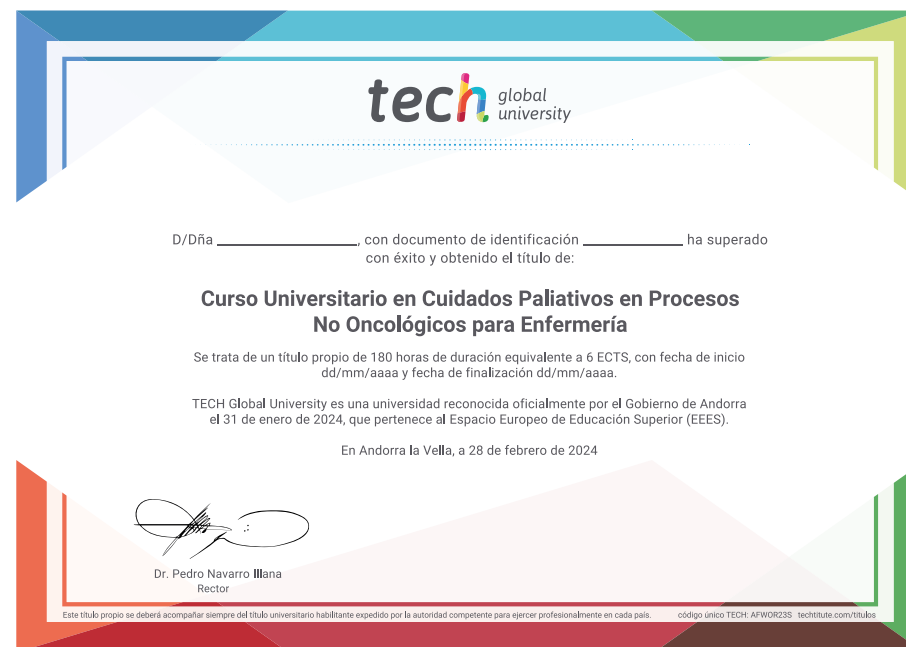 tech global university
D/Dña ____________________, con documento de identificación ______________ ha superado
con éxito y obtenido el título de:
Curso Universitario en Cuidados Paliativos en Procesos
No Oncológicos para Enfermería
Se trata de un título propio de 180 horas de duración equivalente a 6 ECTS, con fecha de inicio
dd/mm/aaaa y fecha de finalización dd/mm/aaaa.
TECH Global University es una universidad reconocida oficialmente por el Gobierno de Andorra
el 31 de enero de 2024, que pertenece al Espacio Europeo de Educación Superior (EEES).
En Andorra la Vella, a 28 de febrero de 2024
Dr. Pedro Navarro Illana
Rector
Este título propio se deberá acompañar siempre del título universitario habilitante expedido por la autoridad competente para ejercer profesionalmente en cada país. código único TECH: AFWOR23S techtitute.com/titulos